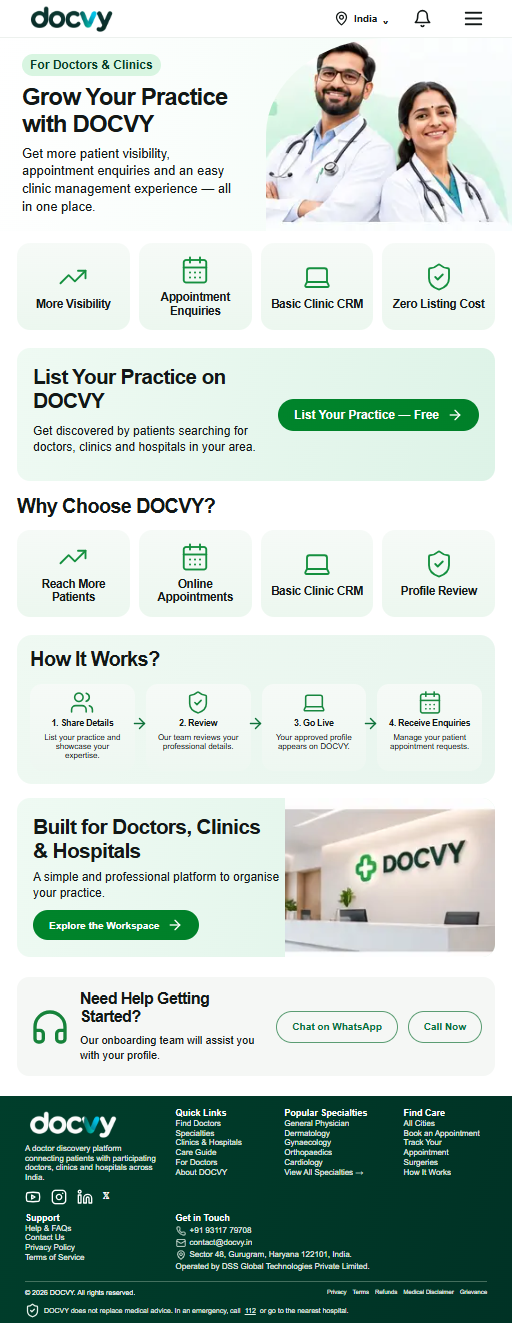 docvy
India
For Doctors & Clinics
Grow Your Practice
with DOCVY
Get more patient visibility,
appointment enquiries and an easy
clinic management experience — all
in one place.
More Visibility
Appointment
Enquiries
Basic Clinic CRM
Zero Listing Cost
List Your Practice on
DOCVY
Get discovered by patients searching for
doctors, clinics and hospitals in your area.
List Your Practice — Free →
Why Choose DOCVY?
Reach More
Patients
Online
Appointments
Basic Clinic CRM
Profile Review
How It Works?
1. Share Details
List your practice and
showcase your
expertise.
2. Review
Our team reviews your
professional details.
3. Go Live
Your approved profile
appears on DOCVY.
4. Receive Enquiries
Manage your patient
appointment requests.
Built for Doctors, Clinics
& Hospitals
A simple and professional platform to organise
your practice.
Explore the Workspace →
DOCVY
Need Help Getting
Started?
Our onboarding team will assist you
with your profile.
Chat on WhatsApp
Call Now
docvy
A doctor discovery platform
connecting patients with participating
doctors, clinics and hospitals across
India.
Quick Links
Find Doctors
Specialties
Clinics & Hospitals
Care Guide
For Doctors
About DOCVY
Popular Specialties
General Physician
Dermatology
Gynaecology
Orthopaedics
Cardiology
View All Specialties →
Find Care
All Cities
Book an Appointment
Track Your
Appointment
Surgeries
How It Works
Support
Help & FAQs
Contact Us
Privacy Policy
Terms of Service
Get in Touch
+91 93117 79708
contact@docvy.in
Sector 48, Gurugram, Haryana 122101, India.
Operated by DSS Global Technologies Private Limited.
© 2026 DOCVY. All rights reserved.
Privacy Terms Refunds Medical Disclaimer Grievance
DOCVY does not replace medical advice. In an emergency, call 112 or go to the nearest hospital.